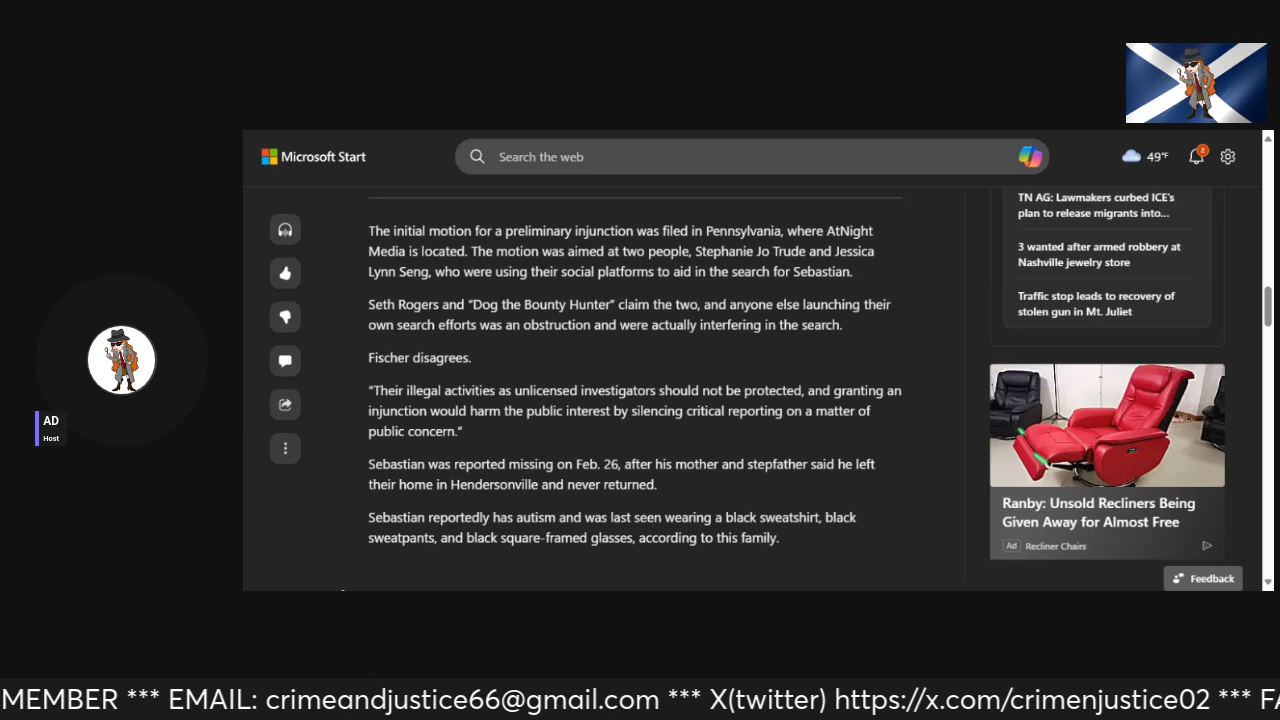 Microsoft Start
Search the web
2
49°F
TN AG: Lawmakers curbed ICE's
plan to release migrants into...
3 wanted after armed robbery at
Nashville jewelry store
Traffic stop leads to recovery of
stolen gun in Mt. Juliet
The initial motion for a preliminary injunction was filed in Pennsylvania, where AtNight
Media is located. The motion was aimed at two people, Stephanie Jo Trude and Jessica
Lynn Seng, who were using their social platforms to aid in the search for Sebastian.
Seth Rogers and “Dog the Bounty Hunter” claim the two, and anyone else launching their
own search efforts was an obstruction and were actually interfering in the search.
Fischer disagrees.
“Their illegal activities as unlicensed investigators should not be protected, and granting an
injunction would harm the public interest by silencing critical reporting on a matter of
public concern.”
Sebastian was reported missing on Feb. 26, after his mother and stepfather said he left
their home in Hendersonville and never returned.
Sebastian reportedly has autism and was last seen wearing a black sweatshirt, black
sweatpants, and black square-framed glasses, according to this family.
Ranby: Unsold Recliners Being
Given Away for Almost Free
Ad Recliner Chairs
Feedback
AD
Host
MEMBER *** EMAIL: crimeandjustice66@gmail.com *** X(twitter) https://x.com/crimenjustice02 *** FA